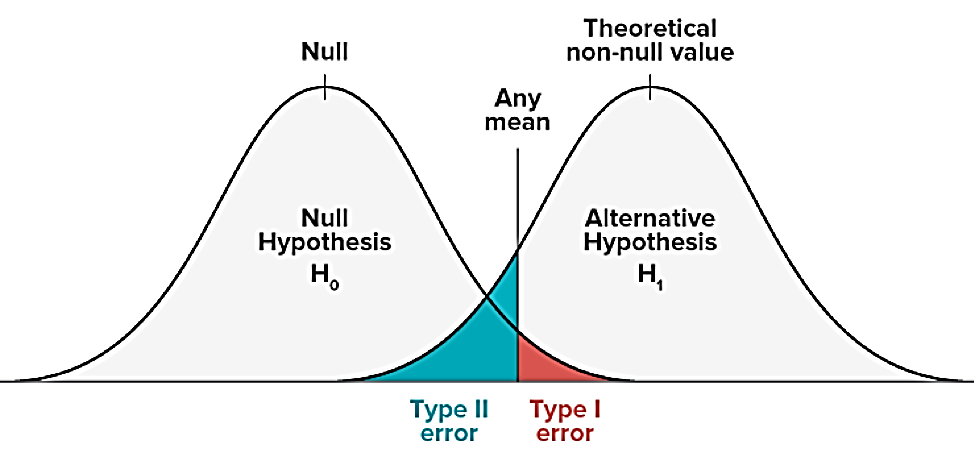 Null
Theoretical
non-null value
Any
mean
Null
Hypothesis
H₀
Alternative
Hypothesis
H₁
Type II
error
Type I
error